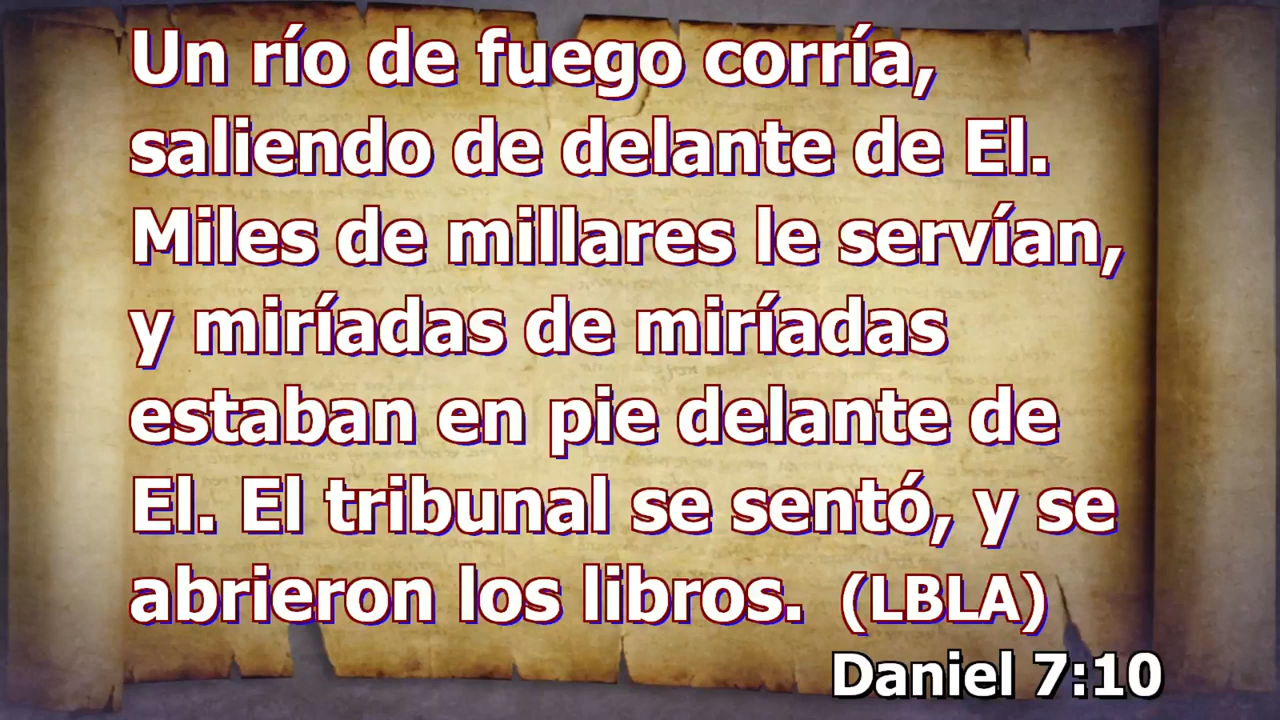 Un río de fuego corría,
saliendo de delante de El.
Miles de millares le servían,
y miríadas de miríadas
estaban en pie delante de
El. El tribunal se sentó, y se
abrieron los libros. (LBLA)
Daniel 7:10